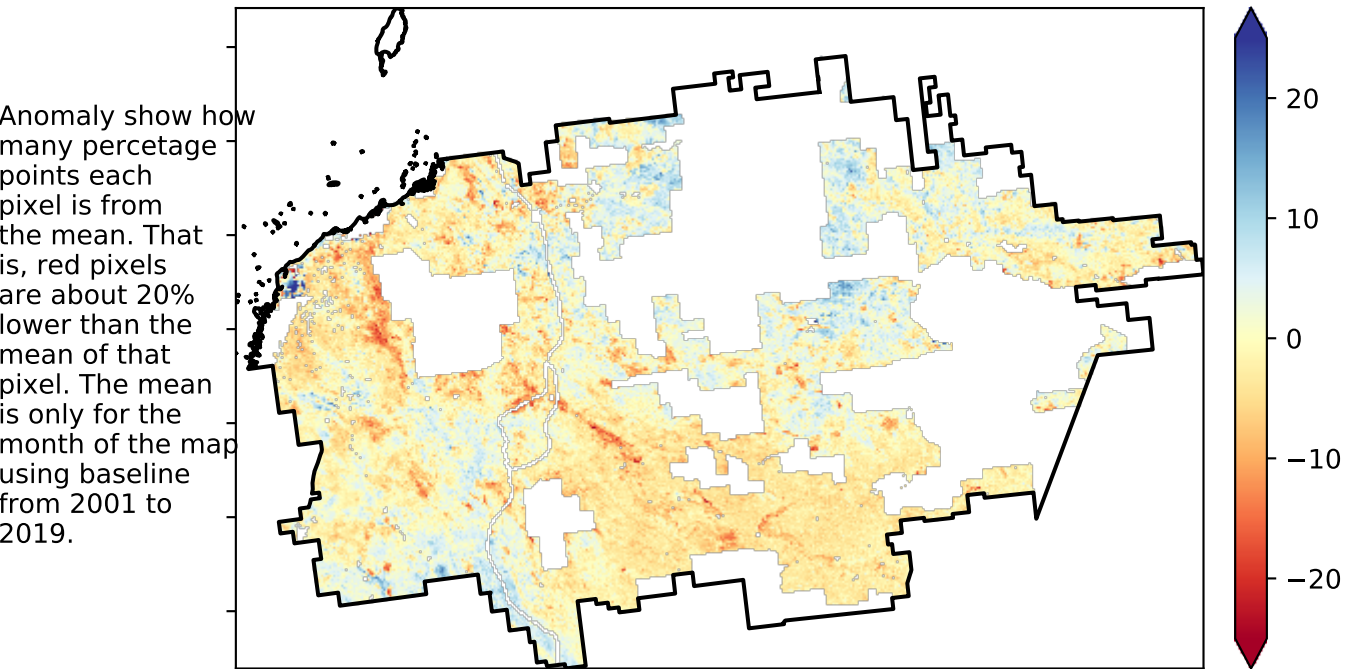 Anomaly show how
many percetage
points each
pixel is from
the mean. That
is, red pixels
are about 20%
lower than the
mean of that
pixel. The mean
is only for the
month of the map
using baseline
from 2001 to
2019.
20
10
0
−10
−20